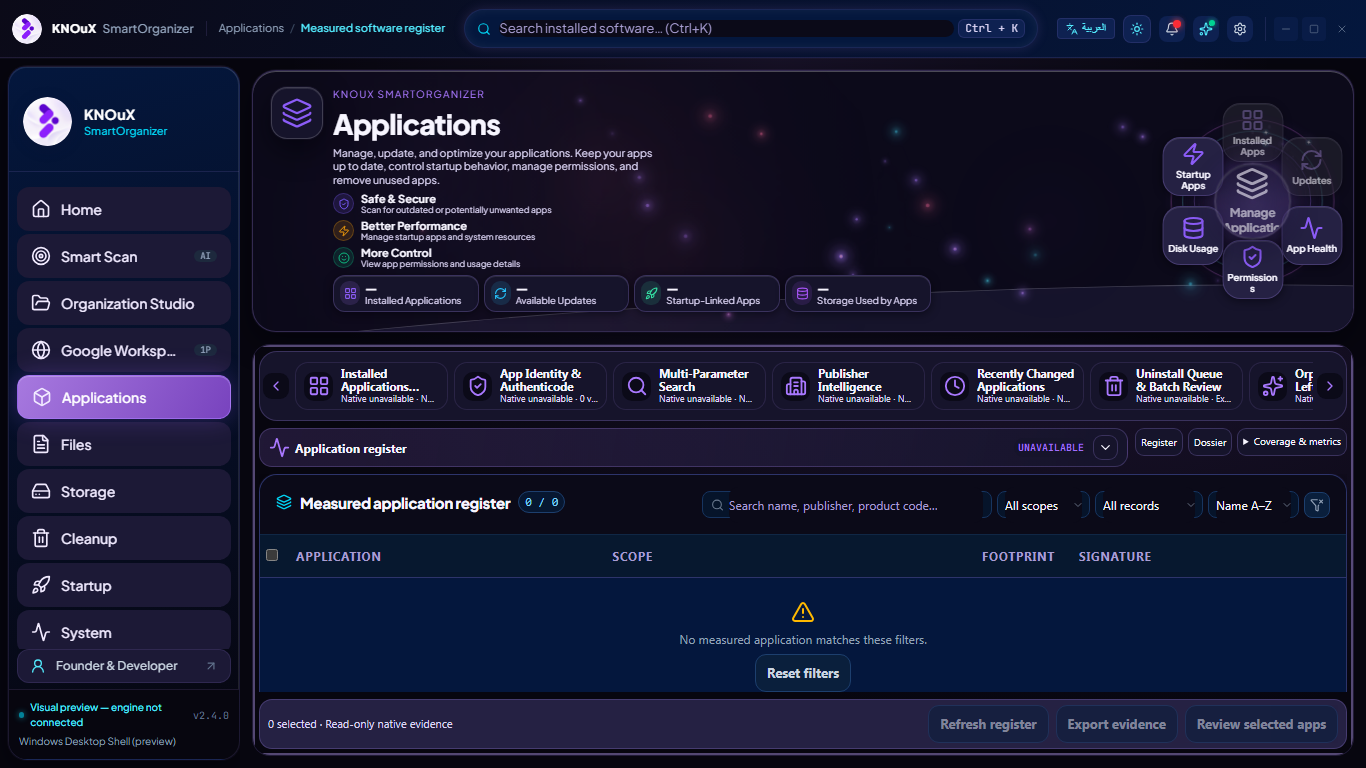 KNOuX SmartOrganizer
Applications / Measured software register
Search installed software... (Ctrl+K)
Ctrl + K
العربية
KNOuX
SmartOrganizer
Home
Smart Scan AI
Organization Studio
Google Worksp... 1P
Applications
Files
Storage
Cleanup
Startup
System
Founder & Developer
Visual preview — engine not
connected
v2.4.0
Windows Desktop Shell (preview)
KNOUX SMARTORGANIZER
Applications
Manage, update, and optimize your applications. Keep your apps
up to date, control startup behavior, manage permissions, and
remove unused apps.
Safe & Secure
Scan for outdated or potentially unwanted apps
Better Performance
Manage startup apps and system resources
More Control
View app permissions and usage details
—
Installed Applications
—
Available Updates
—
Startup-Linked Apps
—
Storage Used by Apps
Installed
Apps
Startup
Apps
Updates
Manage
Applicatio
Disk Usage
App Health
Permission
s
Installed
Applications...
Native unavailable · N...
App Identity &
Authenticode
Native unavailable · 0 v...
Multi-Parameter
Search
Native unavailable · N...
Publisher
Intelligence
Native unavailable · N...
Recently Changed
Applications
Native unavailable · N...
Uninstall Queue
& Batch Review
Native unavailable · Ex...
Application register
UNAVAILABLE
Register
Dossier
Coverage & metrics
Measured application register 0 / 0
Search name, publisher, product code...
All scopes
All records
Name A–Z
APPLICATION SCOPE FOOTPRINT SIGNATURE
No measured application matches these filters.
Reset filters
0 selected · Read-only native evidence
Refresh register
Export evidence
Review selected apps